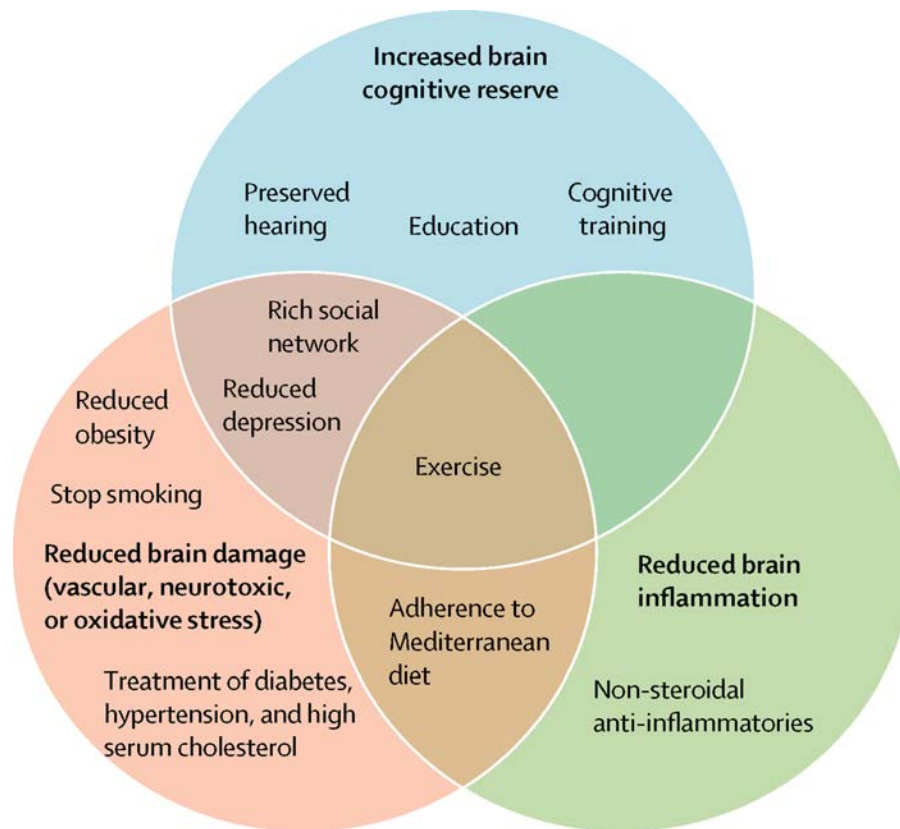 Increased brain
cognitive reserve
Preserved
hearing
Education
Cognitive
training
Rich social
network
Reduced
depression
Reduced
obesity
Stop smoking
Exercise
Reduced brain damage
(vascular, neurotoxic,
or oxidative stress)
Reduced brain
inflammation
Adherence to
Mediterranean
diet
Treatment of diabetes,
hypertension, and high
serum cholesterol
Non-steroidal
anti-inflammatories